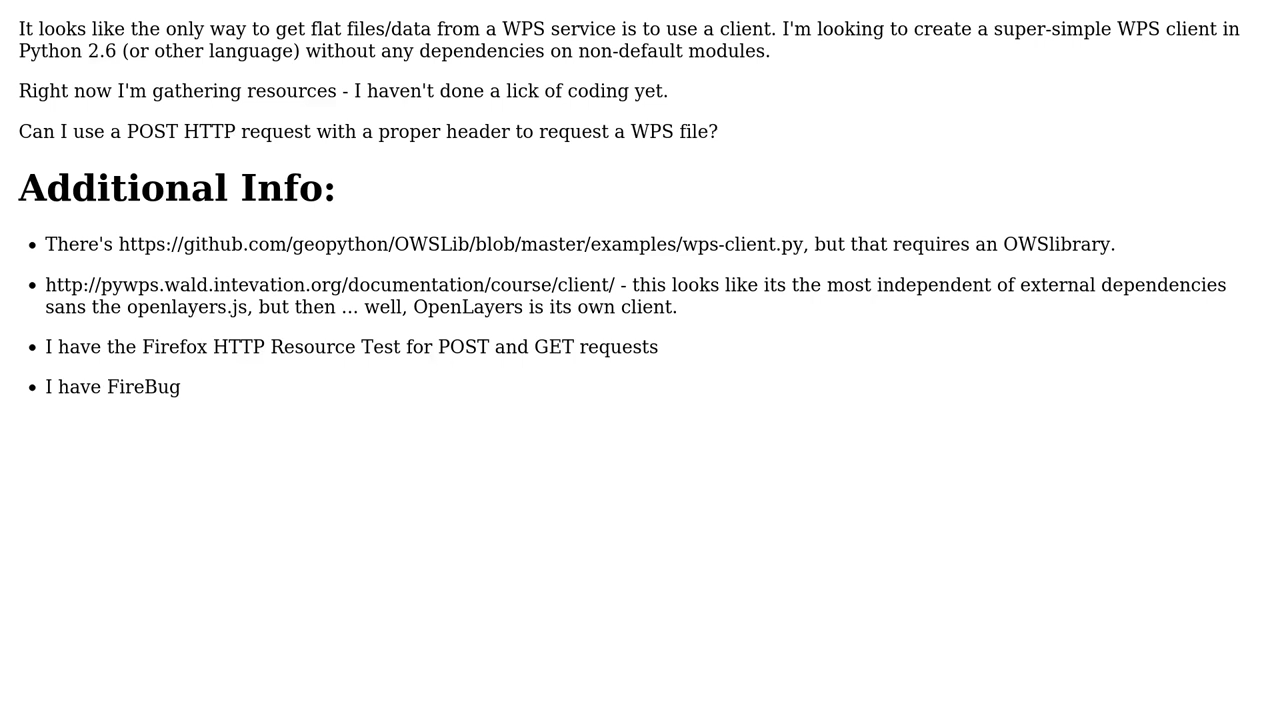 It looks like the only way to get flat files/data from a WPS service is to use a client. I'm looking to create a super-simple WPS client in
Python 2.6 (or other language) without any dependencies on non-default modules.
Right now I'm gathering resources - I haven't done a lick of coding yet.
Can I use a POST HTTP request with a proper header to request a WPS file?
Additional Info:
• There's https://github.com/geopython/OWSLib/blob/master/examples/wps-client.py, but that requires an OWSlibrary.
• http://pywps.wald.intevation.org/documentation/course/client/ - this looks like its the most independent of external dependencies
sans the openlayers.js, but then ... well, OpenLayers is its own client.
• I have the Firefox HTTP Resource Test for POST and GET requests
• I have FireBug